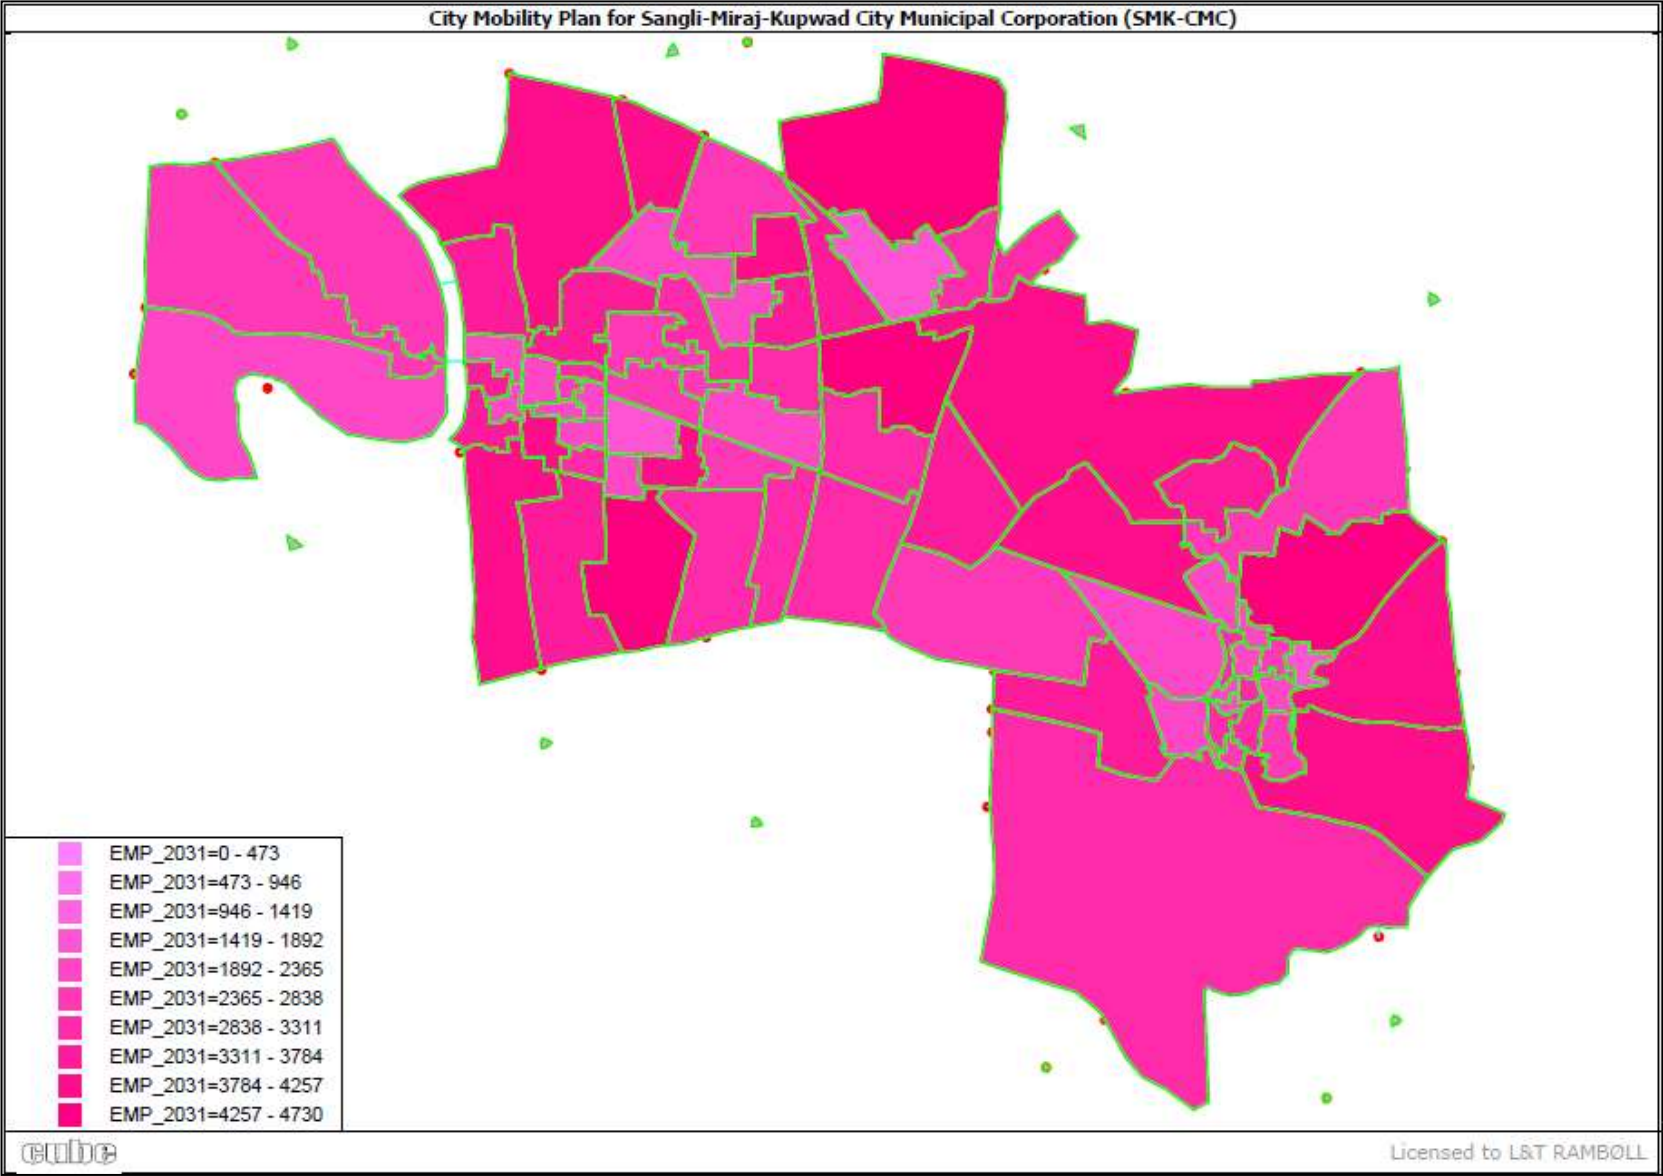 City Mobility Plan for Sangli-Miraj-Kupwad City Municipal Corporation (SMK-CMC)
EMP_2031=0 - 473
EMP_2031=473 - 946
EMP_2031=946 - 1419
EMP_2031=1419 - 1892
EMP_2031=1892 - 2365
EMP_2031=2365 - 2838
EMP_2031=2838 - 3311
EMP_2031=3311 - 3784
EMP_2031=3784 - 4257
EMP_2031=4257 - 4730
cube
Licensed to L&T RAMBOLL